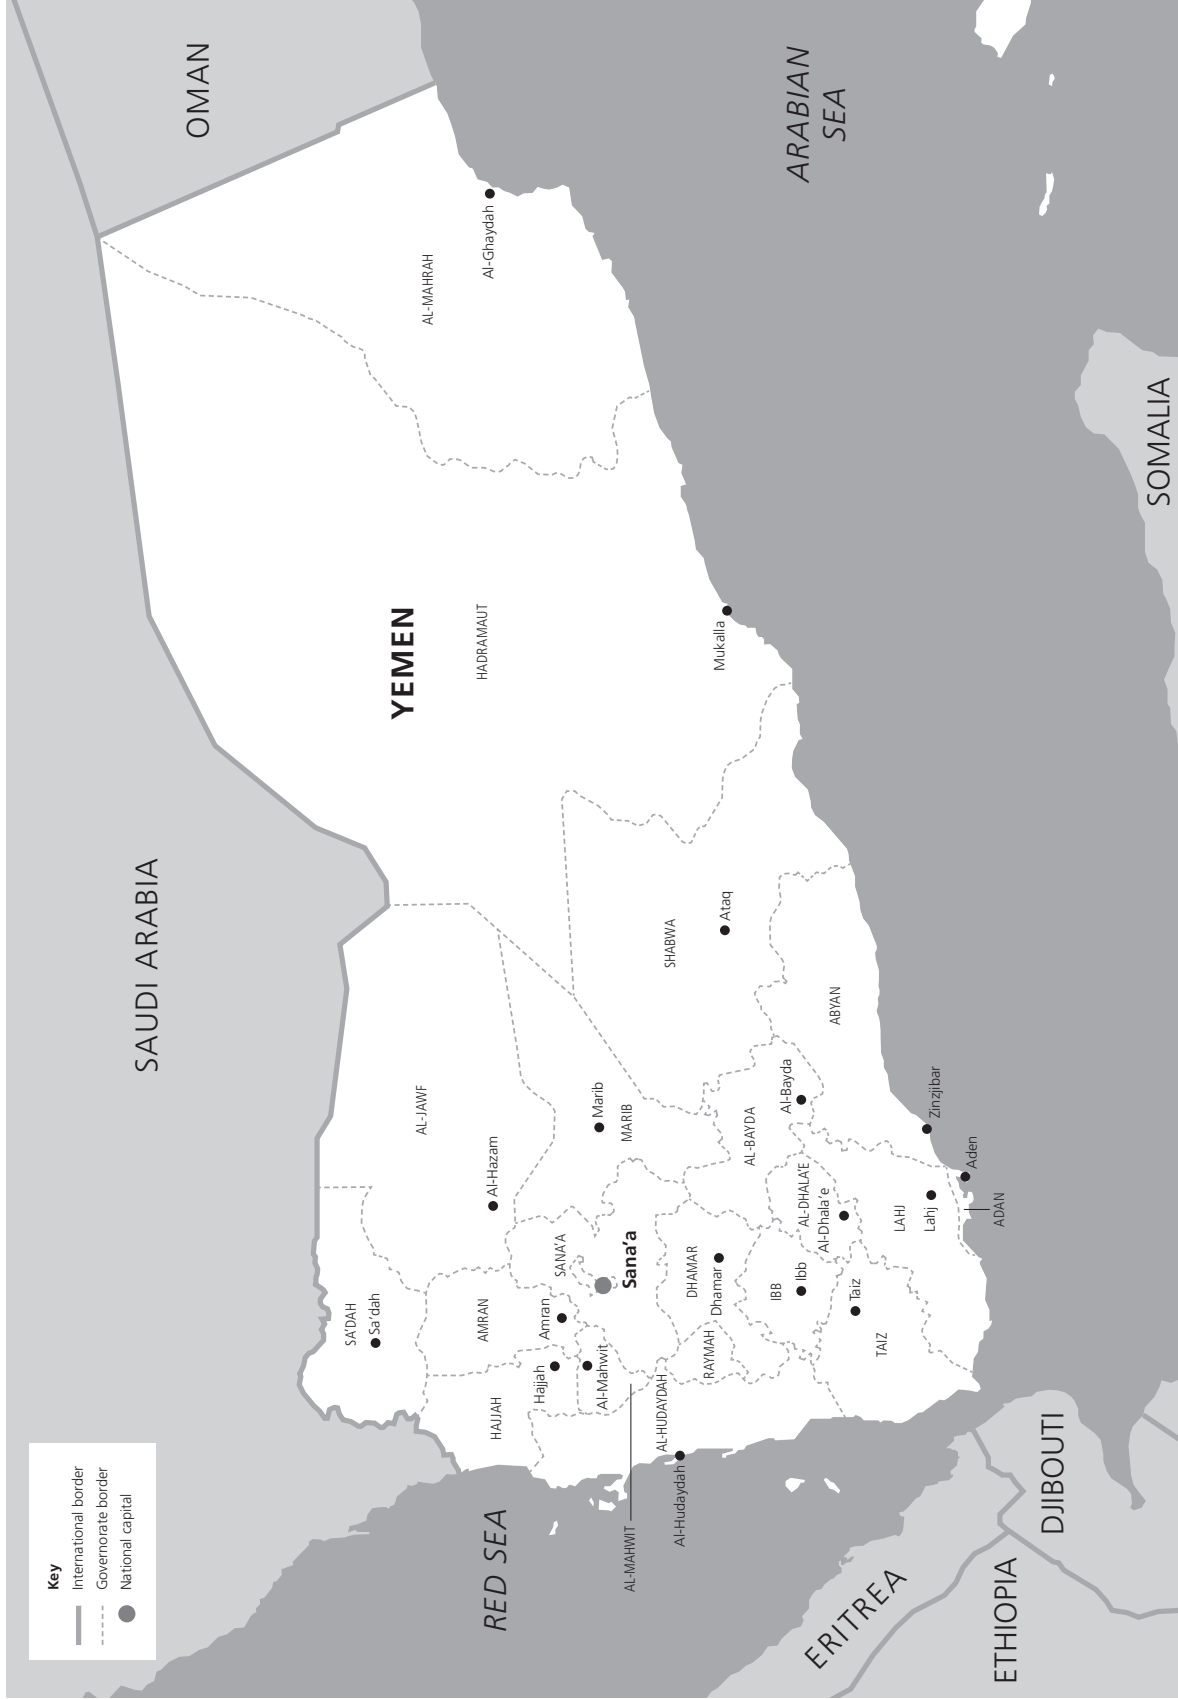 Key
International border
Governorate border
National capital
SAUDI ARABIA
OMAN
YEMEN
SA’DAH
Sa’dah
AL-JAWF
Al-Hazam
HADRAMAUT
AL-MAHRAH
Al-Ghaydah
HAJJAH
Hajjah
AMRAN
Amran
SANA’A
Sana’a
MARIB
Marib
AL-MAHWIT
Al-Mahwit
AL-HUDAYDAH
Al-Hudaydah
RAYMAH
DHAMAR
Dhamar
SHABWA
Ataq
Mukalla
AL-BAYDA
Al-Bayda
ABYAN
IBB
Ibb
AL-DHALA’E
Al-Dhala’e
TAIZ
Taiz
LAHJ
Lahj
Zinzjibar
Aden
ADAN
RED SEA
ARABIAN
SEA
ERITREA
ETHIOPIA
DJIBOUTI
SOMALIA